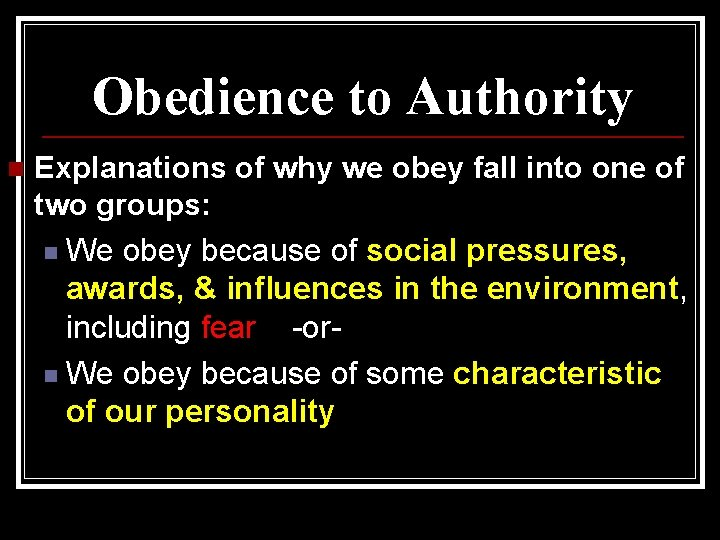 Obedience to Authority
Explanations of why we obey fall into one of
two groups:
We obey because of social pressures,
awards, & influences in the environment,
including fear -or-
We obey because of some characteristic
of our personality